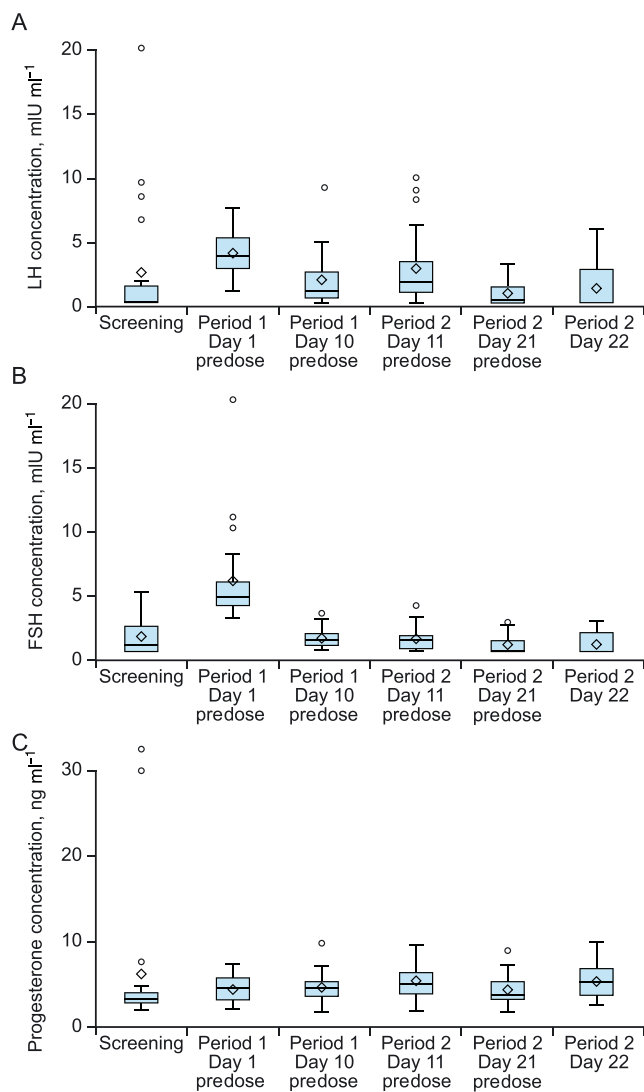 A
LH concentration, mIU ml⁻¹
20
15
10
5
0
Screening
Period 1
Day 1
predose
Period 1
Day 10
predose
Period 2
Day 11
predose
Period 2
Day 21
predose
Period 2
Day 22
B
FSH concentration, mIU ml⁻¹
20
15
10
5
0
Screening
Period 1
Day 1
predose
Period 1
Day 10
predose
Period 2
Day 11
predose
Period 2
Day 21
predose
Period 2
Day 22
C
Progesterone concentration, ng ml⁻¹
30
20
10
0
Screening
Period 1
Day 1
predose
Period 1
Day 10
predose
Period 2
Day 11
predose
Period 2
Day 21
predose
Period 2
Day 22